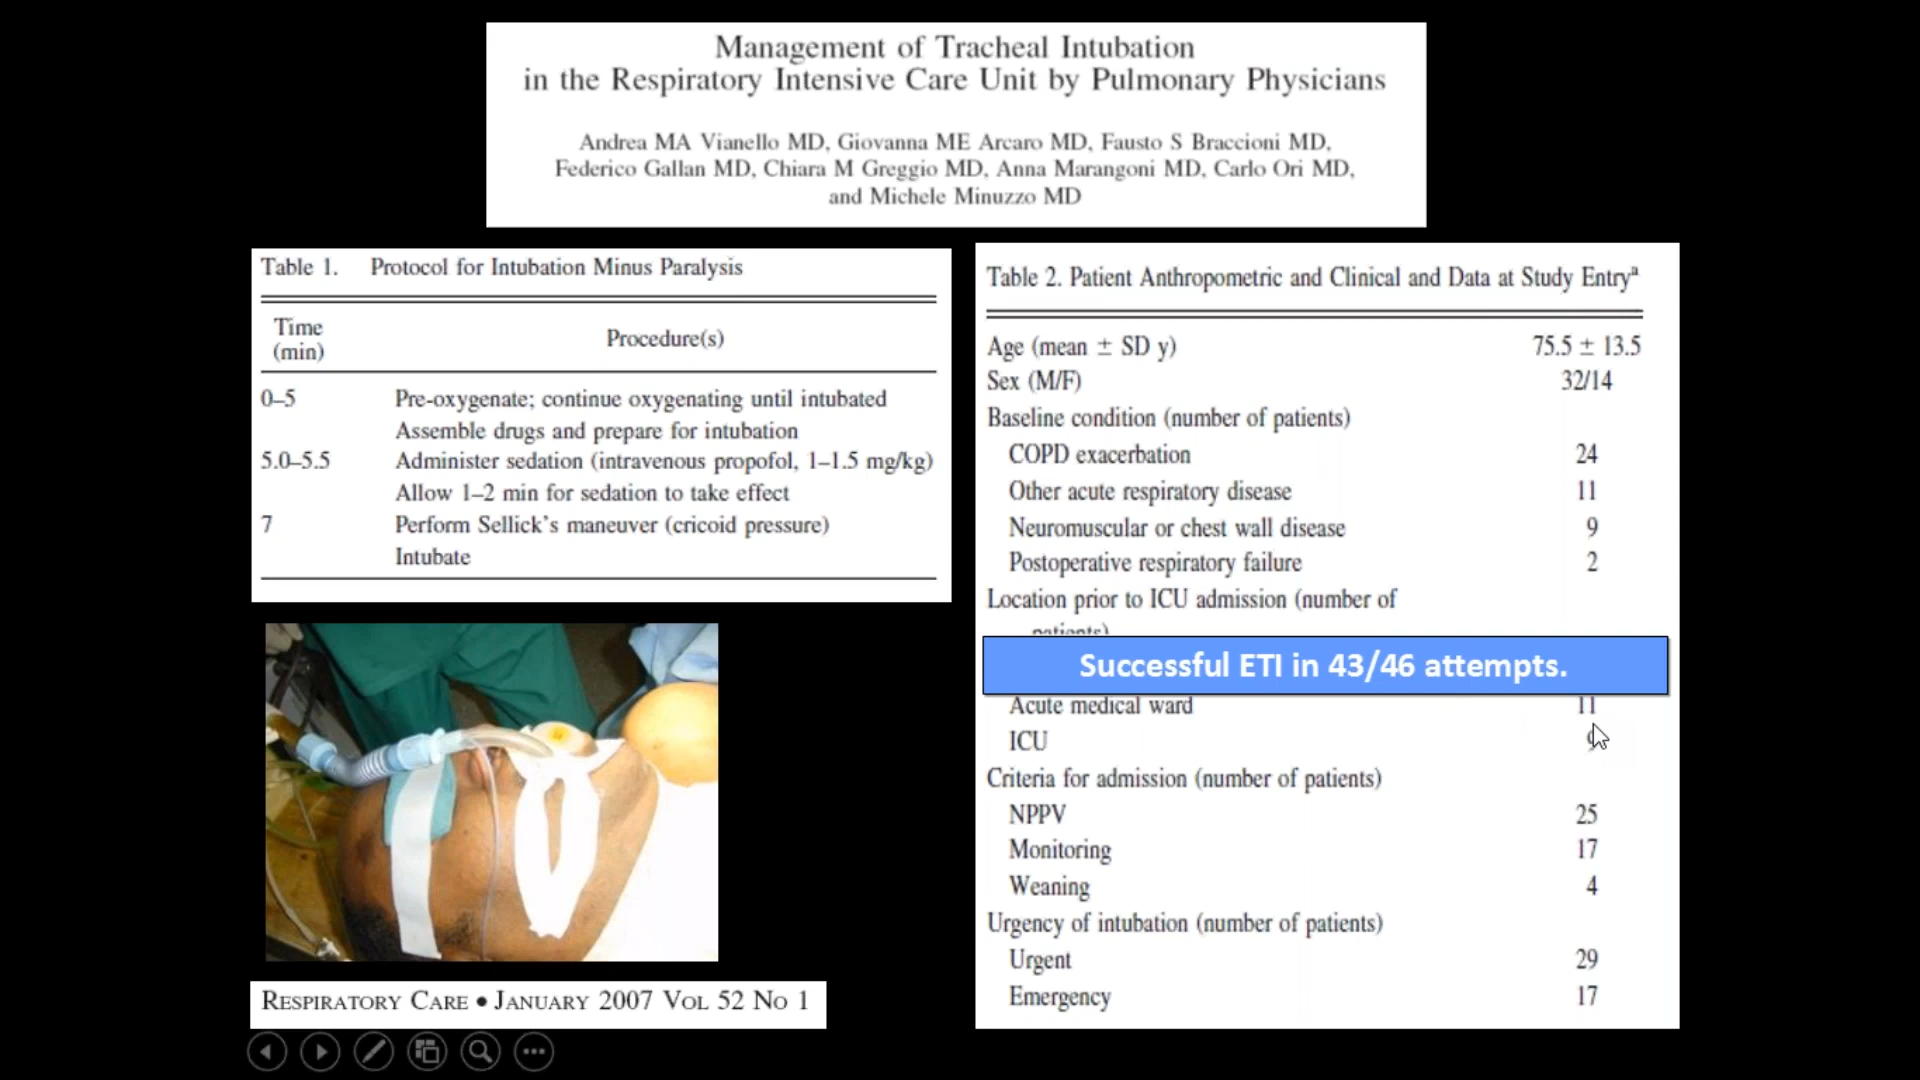 Management of Tracheal Intubation
in the Respiratory Intensive Care Unit by Pulmonary Physicians
Andrea MA Vianello MD, Giovanna ME Arcaro MD, Fausto S Braccioni MD,
Federico Gallan MD, Chiara M Greggio MD, Anna Marangoni MD, Carlo Ori MD,
and Michele Minuzzo MD
Table 1. Protocol for Intubation Minus Paralysis
Time
(min)
Procedure(s)
0–5 Pre-oxygenate; continue oxygenating until intubated
Assemble drugs and prepare for intubation
5.0–5.5 Administer sedation (intravenous propofol, 1–1.5 mg/kg)
Allow 1–2 min for sedation to take effect
7 Perform Sellick's maneuver (cricoid pressure)
Intubate
RESPIRATORY CARE • JANUARY 2007 VOL 52 NO 1
Table 2. Patient Anthropometric and Clinical and Data at Study Entryª
Age (mean ± SD y) 75.5 ± 13.5
Sex (M/F) 32/14
Baseline condition (number of patients)
COPD exacerbation 24
Other acute respiratory disease 11
Neuromuscular or chest wall disease 9
Postoperative respiratory failure 2
Location prior to ICU admission (number of
patients)
Successful ETI in 43/46 attempts.
Acute medical ward 11
ICU
Criteria for admission (number of patients)
NPPV 25
Monitoring 17
Weaning 4
Urgency of intubation (number of patients)
Urgent 29
Emergency 17